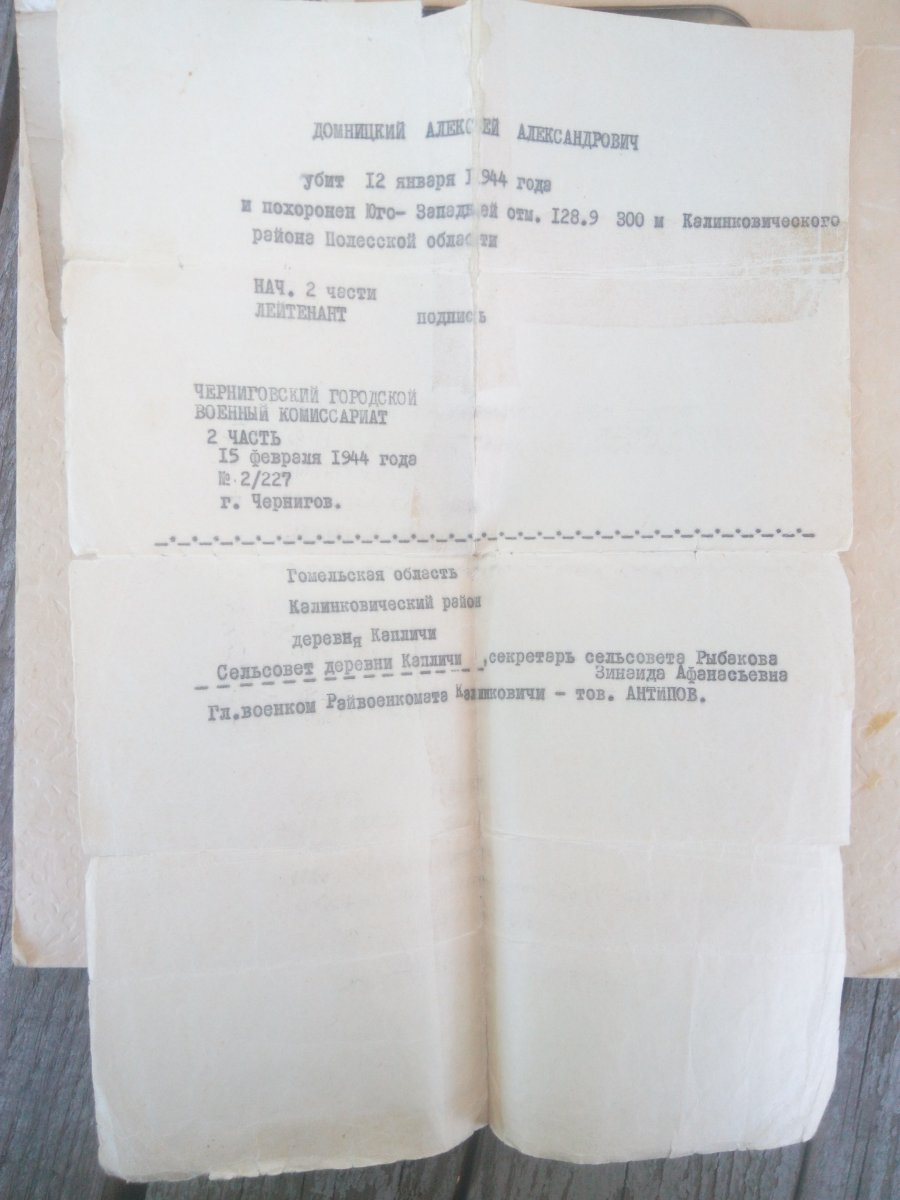 ДОМНИЦКИЙ АЛЕКСЕЙ АЛЕКСАНДРОВИЧ
убит 12 января 1944 года
и похоронен Юго- Западней отм. 128.9 300 м Калинковического
района Полесской области
НАЧ. 2 части
ЛЕЙТЕНАНТ подпись
ЧЕРНИГОВСКИЙ ГОРОДСКОЙ
ВОЕННЫЙ КОМИССАРИАТ
2 ЧАСТЬ
15 февраля 1944 года
№ 2/227
г. Чернигов.
Гомельская область
Калинковический район
деревня Капличи
Сельсовет деревни Капличи ,секретарь сельсовета Рыбакова
Зинаида Афанасьевна
Гл.военком Райвоенкомата Калинковичи - тов. АНТИПОВ.